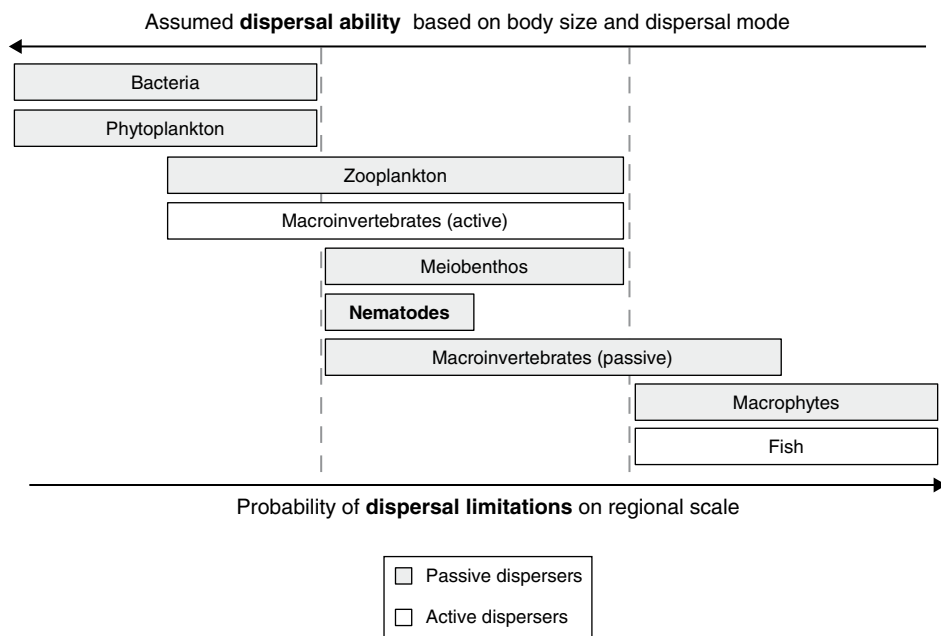 Assumed dispersal ability based on body size and dispersal mode
Bacteria
Phytoplankton
Zooplankton
Macroinvertebrates (active)
Meiobenthos
Nematodes
Macroinvertebrates (passive)
Macrophytes
Fish
Probability of dispersal limitations on regional scale
Passive dispersers
Active dispersers